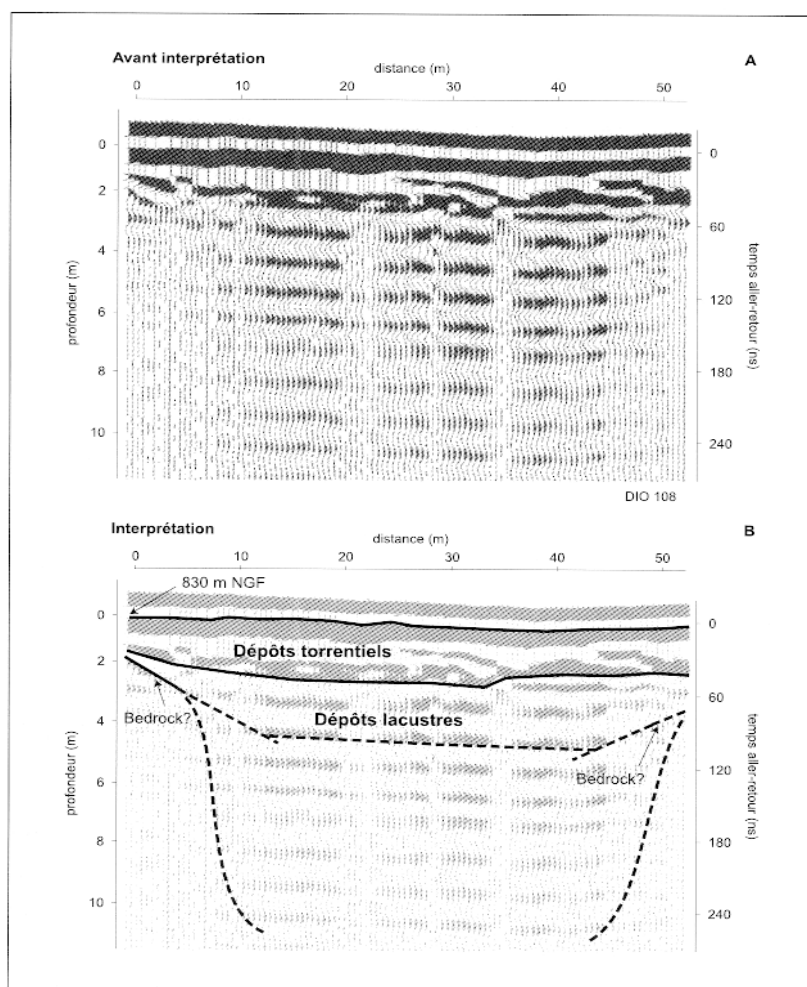 Avant interprétation
A
distance (m)
0 10 20 30 40 50
0
2
4
6
8
10
profondeur (m)
0
60
120
180
240
temps aller-retour (ns)
DIO 108
Interprétation
B
distance (m)
0 10 20 30 40 50
830 m NGF
0
2
4
6
8
10
profondeur (m)
Dépôts torrentiels
Dépôts lacustres
Bedrock?
Bedrock?
0
60
120
180
240
temps aller-retour (ns)